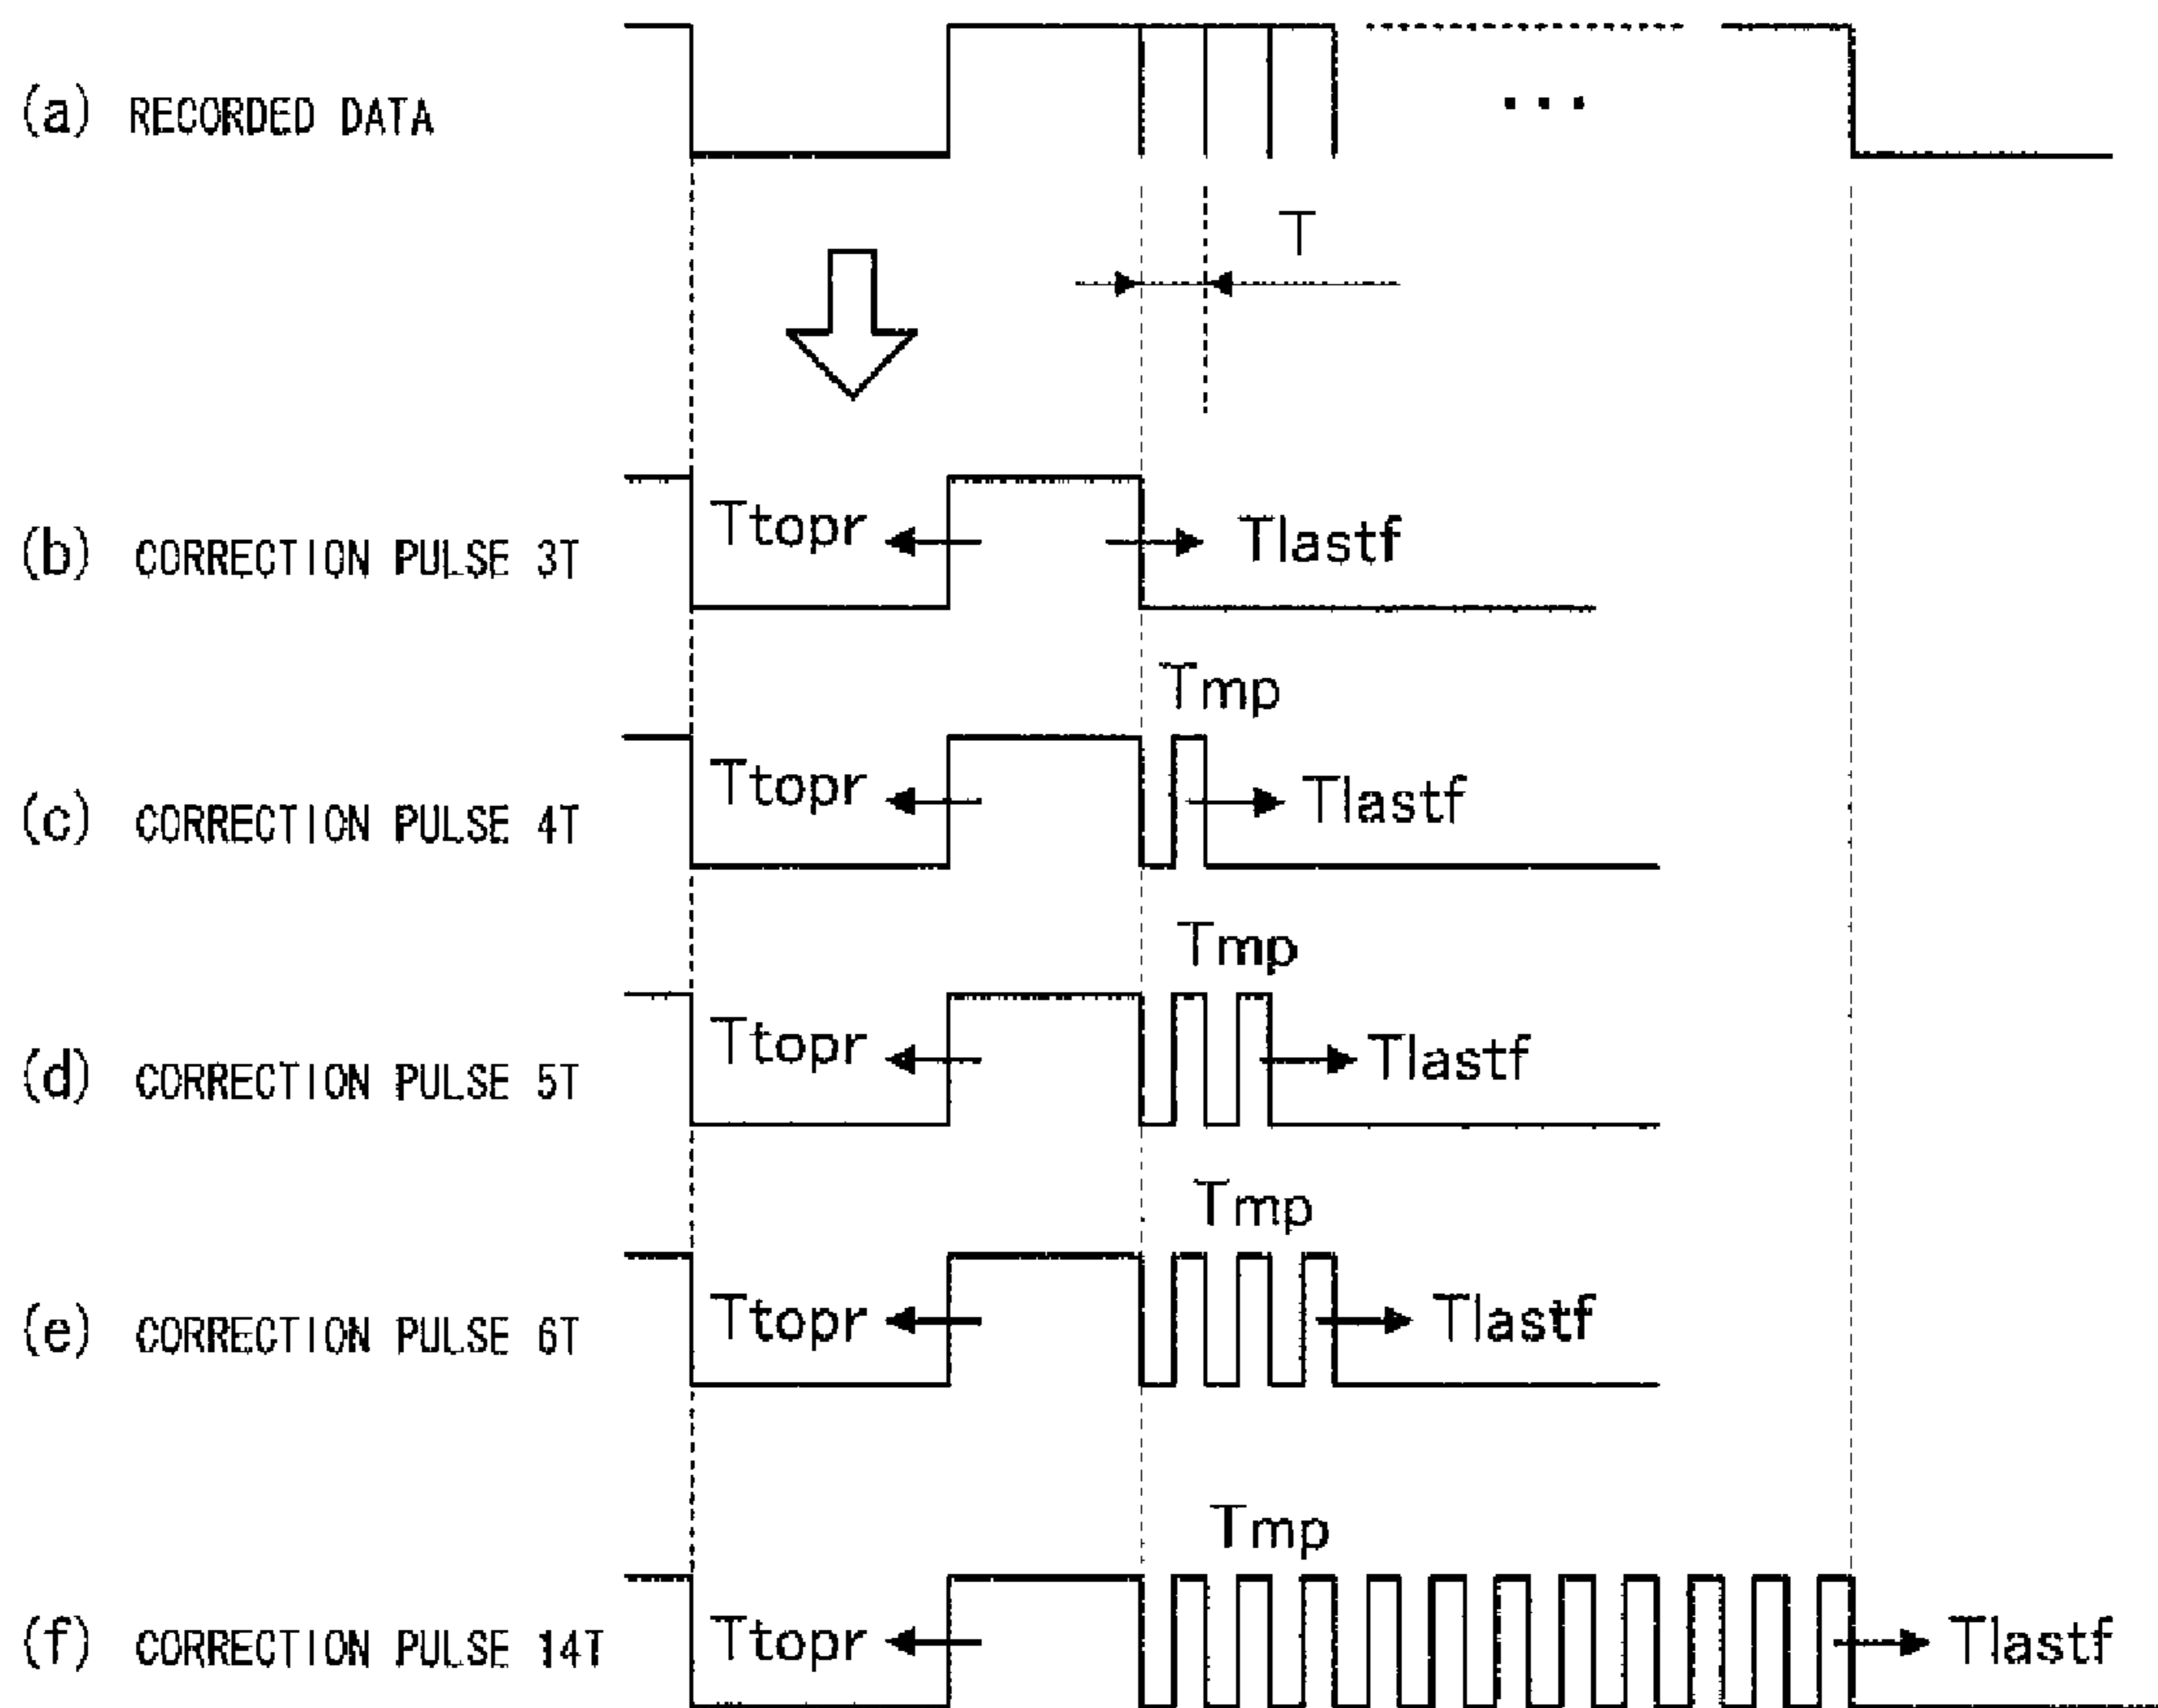 (a) RECORDED DATA
...
T
(b) CORRECTION PULSE 3T
Ttopr
Tlastf
Tmp
(c) CORRECTION PULSE 4T
Ttopr
Tlastf
Tmp
(d) CORRECTION PULSE 5T
Ttopr
Tlastf
Tmp
(e) CORRECTION PULSE 6T
Ttopr
Tlastf
Tmp
(f) CORRECTION PULSE 14T
Ttopr
Tlastf